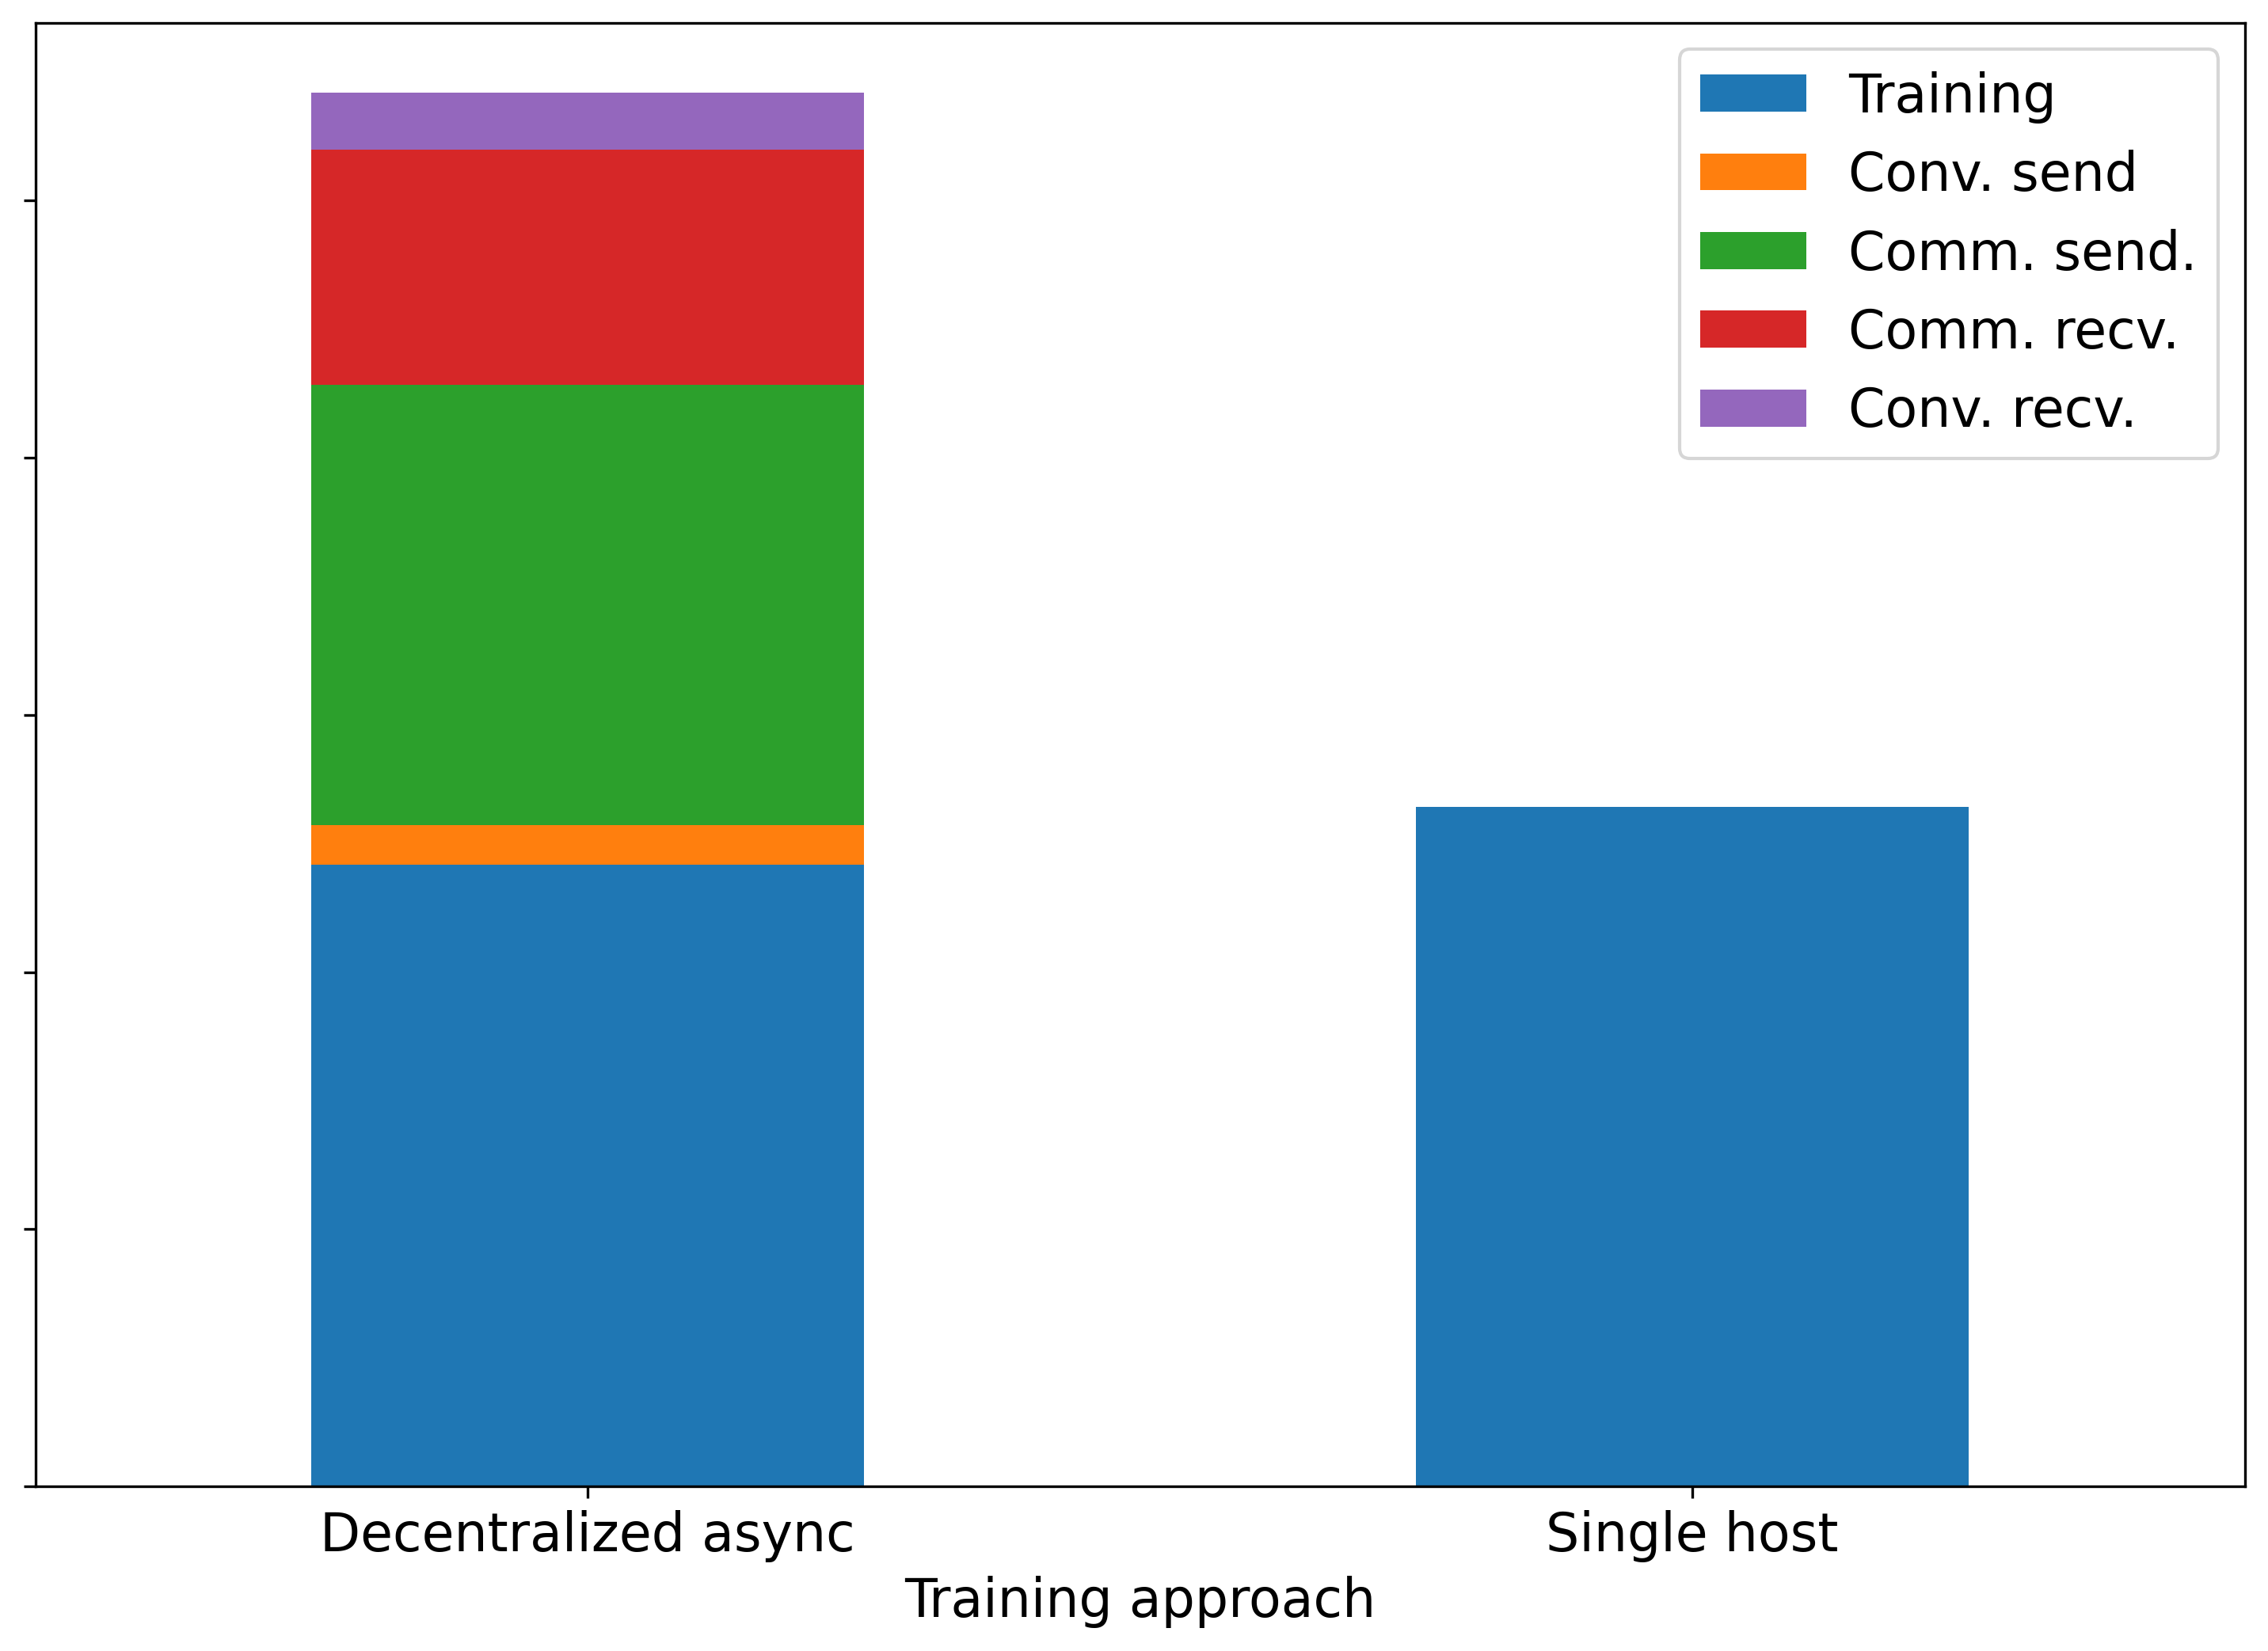 Training
Conv. send
Comm. send.
Comm. recv.
Conv. recv.
Decentralized async
Single host
Training approach